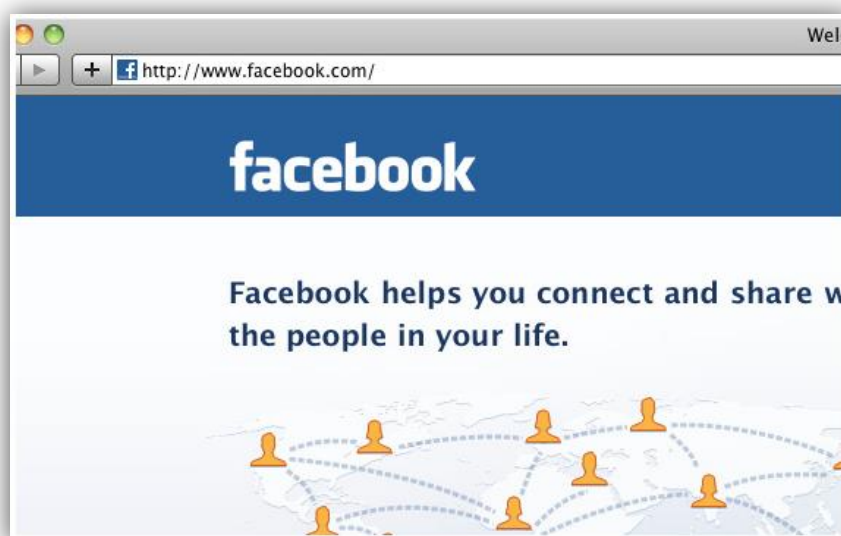 Wel
+ f http://www.facebook.com/
facebook
Facebook helps you connect and share w
the people in your life.